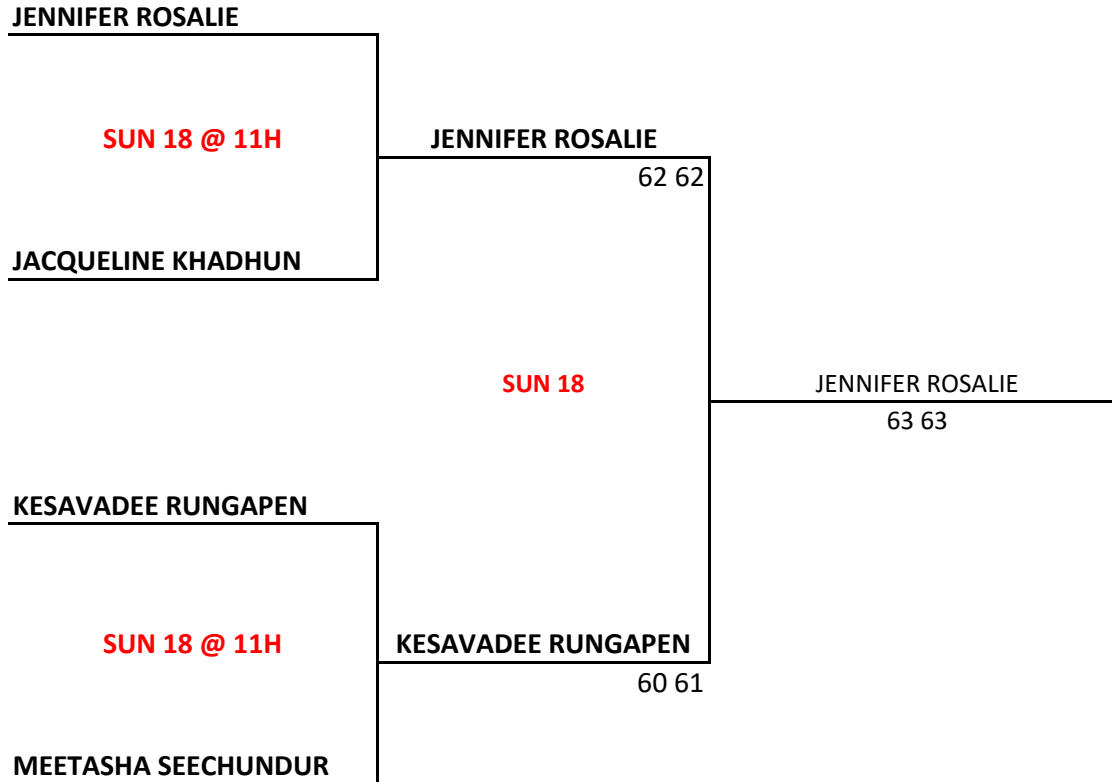 JENNIFER ROSALIE
SUN 18 @ 11H
JENNIFER ROSALIE
62 62
JACQUELINE KHADHUN
SUN 18
JENNIFER ROSALIE
63 63
KESAVADEE RUNGAPEN
SUN 18 @ 11H
KESAVADEE RUNGAPEN
60 61
MEETASHA SEECHUNDUR